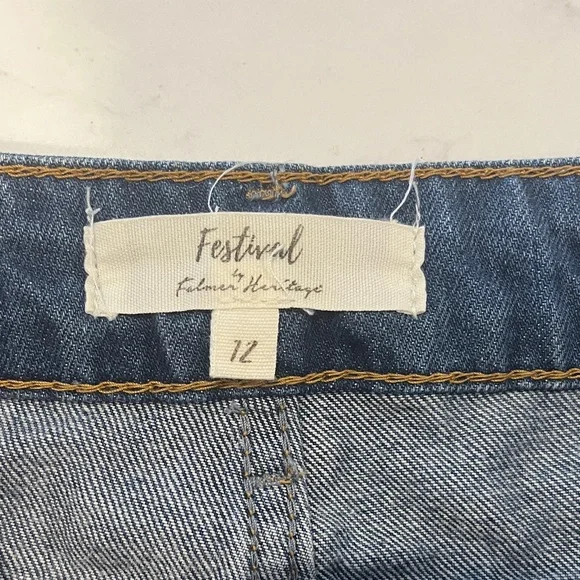 Festival
by
Falmer Heritage
12